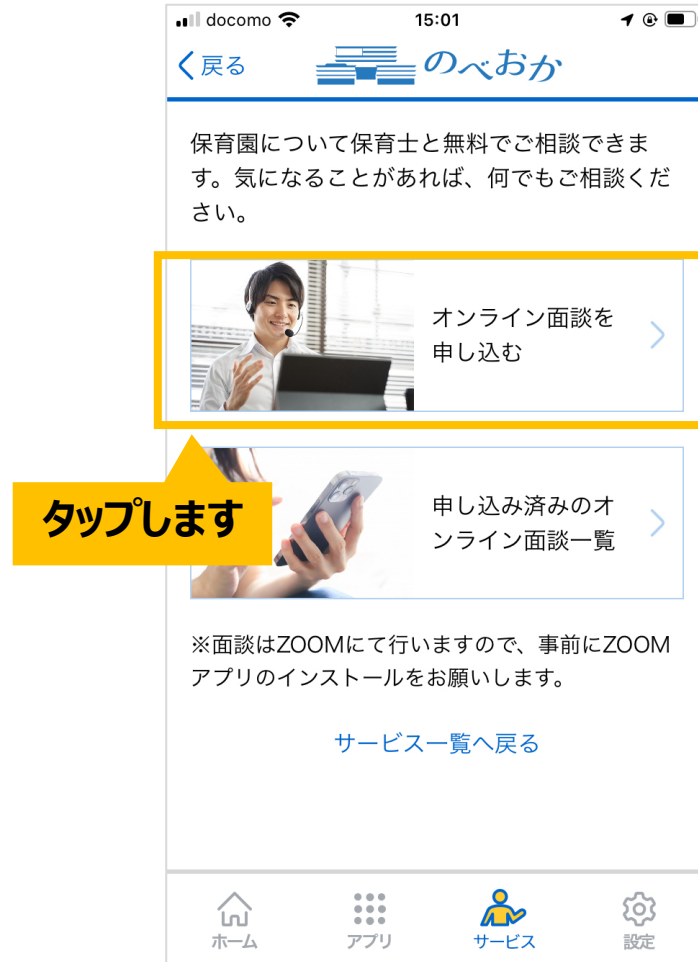 docomo
15:01
戻る
のべおか
保育園について保育士と無料でご相談できま
す。気になることがあれば、何でもご相談くだ
さい。
オンライン面談を
申し込む
タップします
申し込み済みのオ
ンライン面談一覧
※面談はZOOMにて行いますので、事前にZOOM
アプリのインストールをお願いします。
サービス一覧へ戻る
ホーム
アプリ
サービス
設定